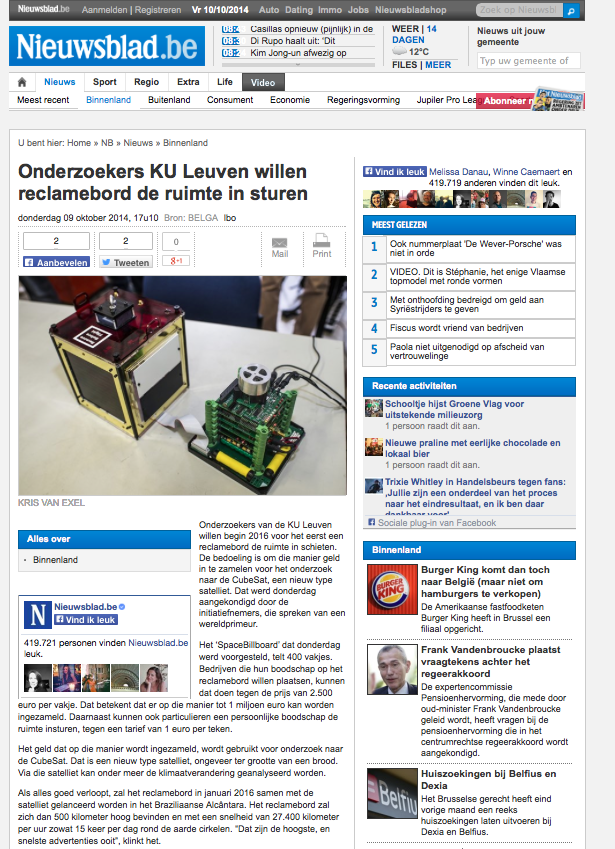 Nieuwsblad.be Aanmelden | Registreren Vr 10/10/2014 Auto Dating Immo Jobs Nieuwsbladshop Zoek op Nieuwsbl
Nieuwsblad.be
Casillas opnieuw (pijnlijk) in de
Di Rupo haalt uit: 'Dit
Kim Jong-un afwezig op
WEER | 14
DAGEN
12°C
FILES | MEER
Nieuws uit jouw
gemeente
Typ uw gemeente of
Nieuws Sport Regio Extra Life Video
Meest recent Binnenland Buitenland Consument Economie Regeringsvorming Jupiler Pro Abonneer
U bent hier: Home » NB » Nieuws » Binnenland
Onderzoekers KU Leuven willen
reclamebord de ruimte in sturen
donderdag 09 oktober 2014, 17u10 Bron: BELGA lbo
2 2 0
Aanbevelen Tweeten +1 Mail Print
KRIS VAN EXEL
Alles over
Binnenland
Nieuwsblad.be
Vind ik leuk
419.721 personen vinden Nieuwsblad.be
leuk.
Onderzoekers van de KU Leuven
willen begin 2016 voor het eerst een
reclamebord de ruimte in schieten.
De bedoeling is om die manier geld
in te zamelen voor het onderzoek
naar de CubeSat, een nieuw type
satelliet. Dat werd donderdag
aangekondigd door de
initiatiefnemers, die spreken van een
wereldprimeur.
Het 'SpaceBillboard' dat donderdag
werd voorgesteld, telt 400 vakjes.
Bedrijven die hun boodschap op het
reclamebord willen plaatsen, kunnen
dat doen tegen de prijs van 2.500
euro per vakje. Dat betekent dat er op die manier tot 1 miljoen euro kan worden
ingezameld. Daarnaast kunnen ook particulieren een persoonlijke boodschap de
ruimte insturen, tegen een tarief van 1 euro per teken.
Het geld dat op die manier wordt ingezameld, wordt gebruikt voor onderzoek naar
de CubeSat. Dat is een nieuw type satelliet, ongeveer ter grootte van een brood.
Via die satelliet kan onder meer de klimaatverandering geanalyseerd worden.
Als alles goed verloopt, zal het reclamebord in januari 2016 samen met de
satelliet gelanceerd worden in het Braziliaanse Alcântara. Het reclamebord zal
zich dan 500 kilometer hoog bevinden en met een snelheid van 27.400 kilometer
per uur zowat 15 keer per dag rond de aarde cirkelen. "Dat zijn de hoogste, en
snelste advertenties ooit", klinkt het.
Vind ik leuk Melissa Danau, Winne Caemaert en
419.719 anderen vinden dit leuk.
MEEST GELEZEN
1 Ook nummerplaat 'De Wever-Porsche' was
niet in orde
2 VIDEO. Dit is Stéphanie, het enige Vlaamse
topmodel met ronde vormen
3 Met onthoofding bedreigd om geld aan
Syriëstrijders te geven
4 Fiscus wordt vriend van bedrijven
5 Paola niet uitgenodigd op afscheid van
vertrouwelinge
Recente activiteiten
Schooltje hijst Groene Vlag voor
uitstekende milieuzorg
1 person raadt dit aan.
Nieuwe praline met eerlijke chocolade en
lokaal bier
1 person raadt dit aan.
Trixie Whitley in Handelsbeurs tegen fans:
'Jullie zijn een onderdeel van het proces
naar het eindresultaat, en ik ben daar
dankbaar voor'
Sociale plug-in van Facebook
Binnenland
BURGER
KING
Burger King komt dan toch
naar België (maar niet om
hamburgers te verkopen)
De Amerikaanse fastfoodketen
Burger King heeft in Brussel een
filiaal opgericht.
Frank Vandenbroucke plaatst
vraagtekens achter het
regeerakkoord
De expertencommissie
Pensioenhervorming, die mede door
oud-minister Frank Vandenbroucke
geleid wordt, heeft vragen bij de
pensioenhervorming die in het
centrumrechtse regeerakkoord wordt
aangekondigd.
Belfius
Huiszoekingen bij Belfius en
Dexia
Het Brusselse gerecht heeft eind
vorige maand een reeks
huiszoekingen laten uitvoeren bij
Dexia en Belfius.